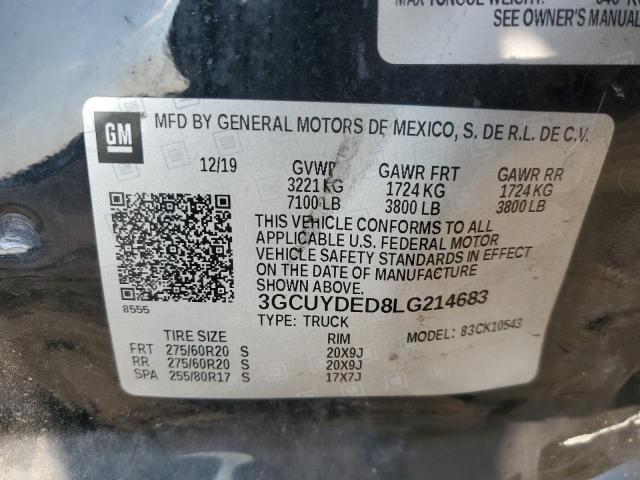 SEE OWNER'S MANUAL
GM
MFD BY GENERAL MOTORS DE MEXICO, S. DE R.L. DE C.V.
12/19 GVWR GAWR FRT GAWR RR
3221 KG 1724 KG 1724 KG
7100 LB 3800 LB 3800 LB
THIS VEHICLE CONFORMS TO ALL
APPLICABLE U.S. FEDERAL MOTOR
VEHICLE SAFETY STANDARDS IN EFFECT
ON THE DATE OF MANUFACTURE
SHOWN ABOVE.
8555
3GCUYDED8LG214683
TYPE: TRUCK MODEL: 83CK10543
TIRE SIZE RIM
FRT 275/60R20 S 20X9J
RR 275/60R20 S 20X9J
SPA 255/80R17 S 17X7J